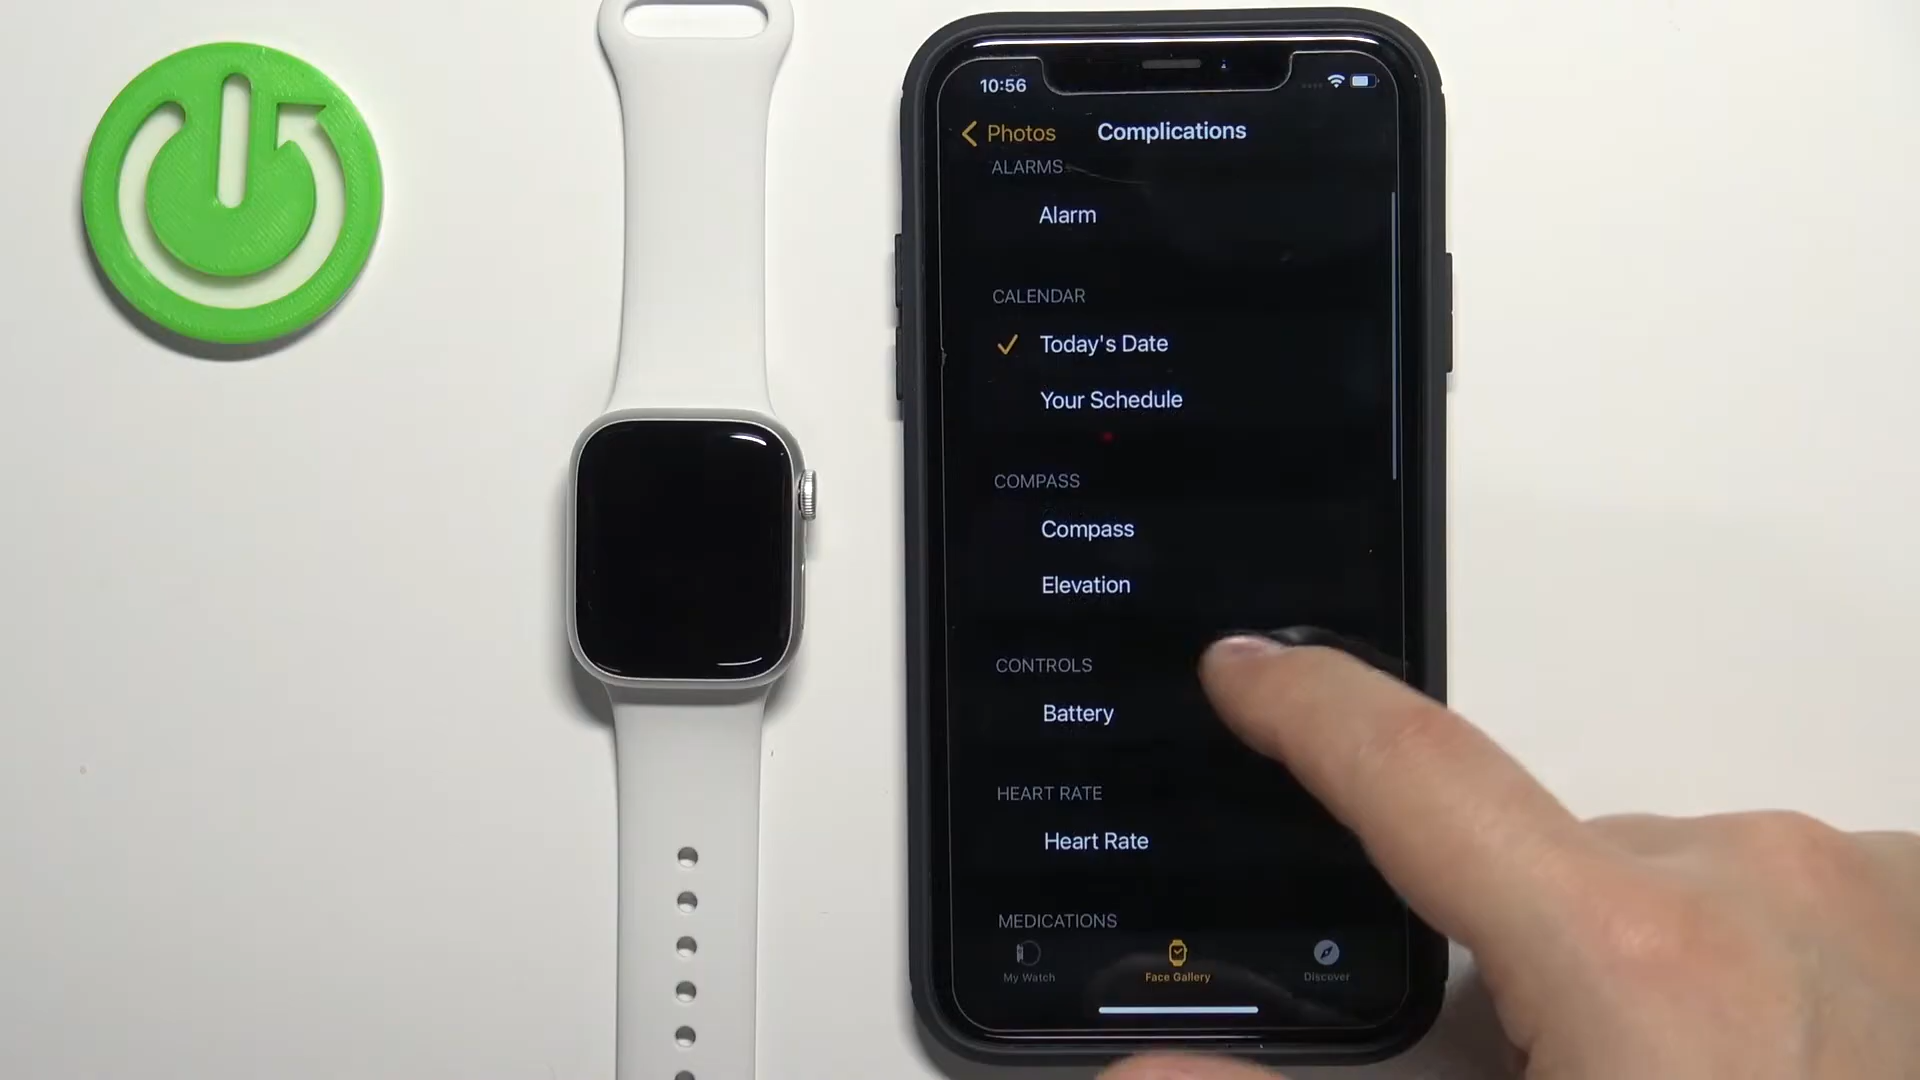 10:56
Photos
Complications
ALARMS
Alarm
CALENDAR
Today's Date
Your Schedule
COMPASS
Compass
Elevation
CONTROLS
Battery
HEART RATE
Heart Rate
MEDICATIONS
My Watch
Face Gallery
Discover